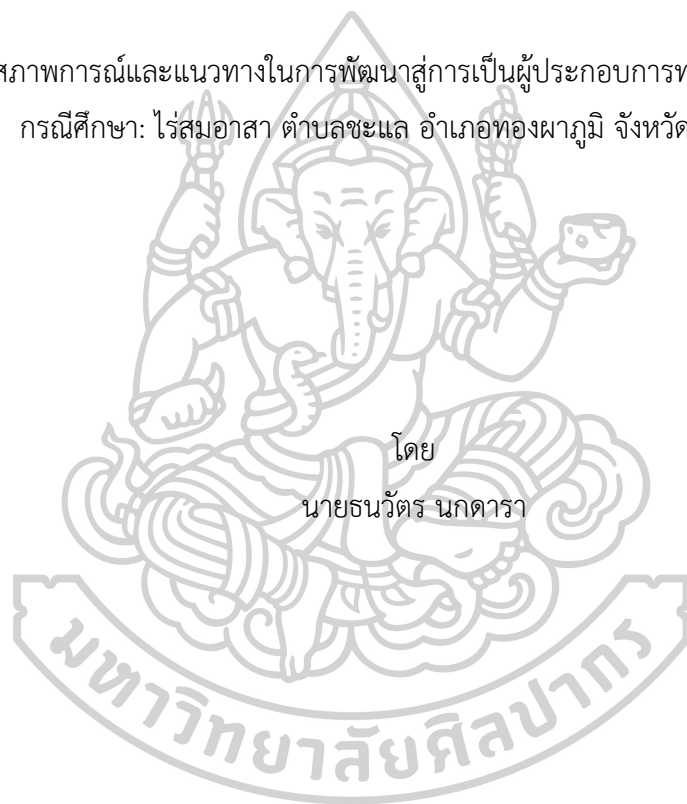 สภาพการณ์และแนวทางในการพัฒนาสู่การเป็นผู้ประกอบการท
กรณีศึกษา: ไร่สมอาสา ตำบลชะแล อำเภอทองผาภูมิ จังหวัด
โดย
นายธนวัตร นกดารา
มหาวิทยาลัยศิลปากร